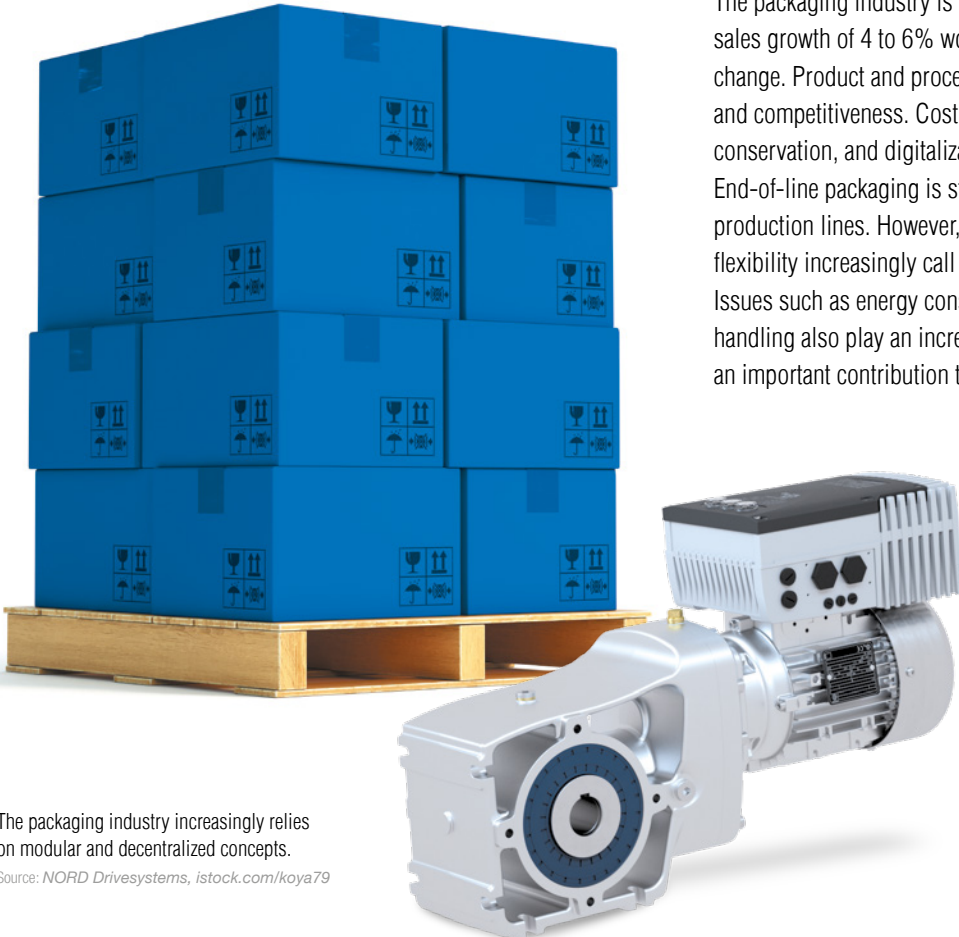 The packaging industry is
sales growth of 4 to 6% wo
change. Product and proce
and competitiveness. Cost
conservation, and digitaliza
End-of-line packaging is s
production lines. However,
flexibility increasingly call
Issues such as energy cons
handling also play an incre
an important contribution t
The packaging industry increasingly relies
on modular and decentralized concepts.
Source: NORD Drivesystems, istock.com/koya79